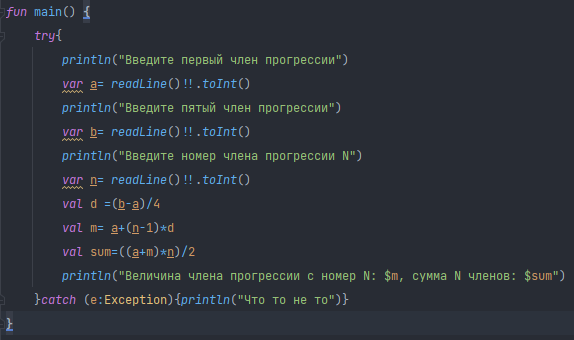 fun main() {
try{
println("Введите первый член прогрессии")
var a= readLine()!!.toInt()
println("Введите пятый член прогрессии")
var b= readLine()!!.toInt()
println("Введите номер члена прогрессии N")
var n= readLine()!!.toInt()
val d =(b-a)/4
val m= a+(n-1)*d
val sum=((a+m)*n)/2
println("Величина члена прогрессии с номер N: $m, сумма N членов: $sum")
}catch (e:Exception){println("Что то не то")}
}